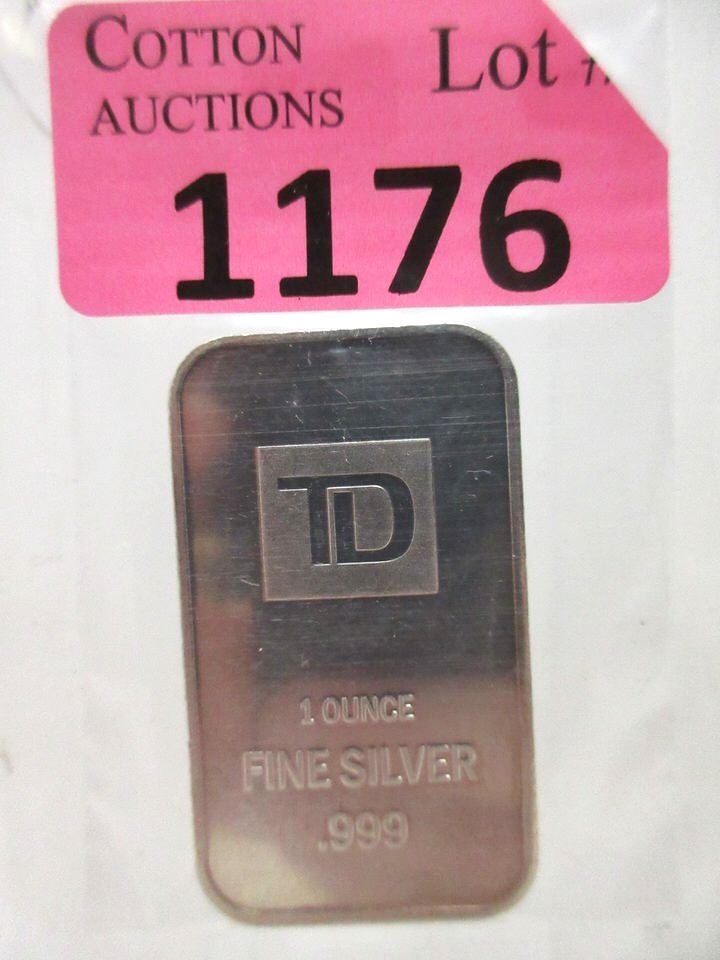 COTTON
AUCTIONS
Lot #
1176
TD
1 OUNCE
FINE SILVER
.999